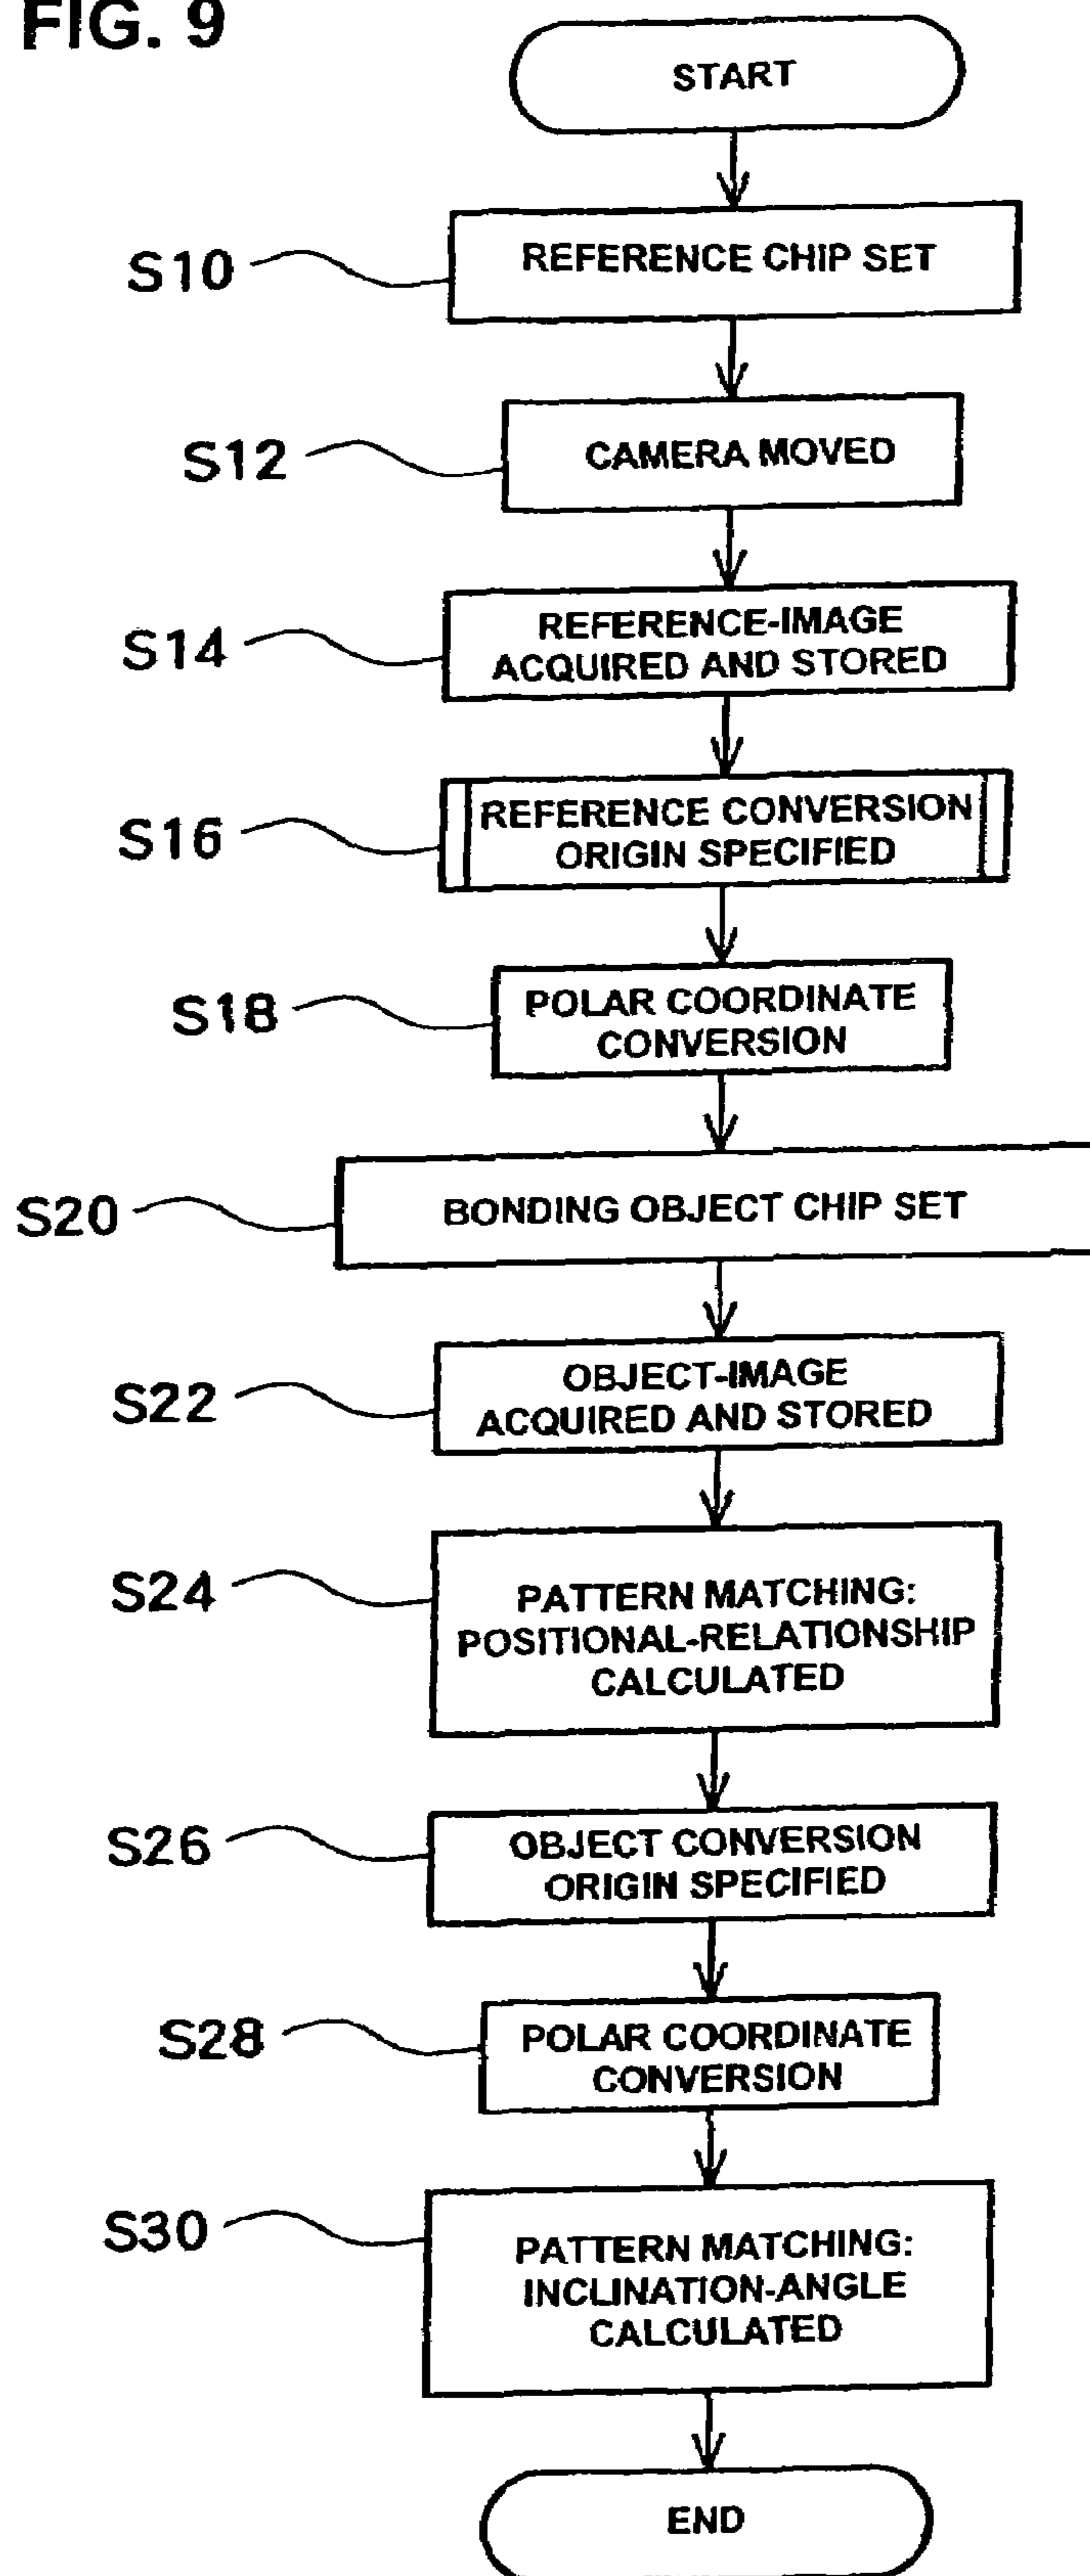 FIG. 9
START
S10
REFERENCE CHIP SET
S12
CAMERA MOVED
S14
REFERENCE-IMAGE
ACQUIRED AND STORED
S16
REFERENCE CONVERSION
ORIGIN SPECIFIED
S18
POLAR COORDINATE
CONVERSION
S20
BONDING OBJECT CHIP SET
S22
OBJECT-IMAGE
ACQUIRED AND STORED
S24
PATTERN MATCHING:
POSITIONAL-RELATIONSHIP
CALCULATED
S26
OBJECT CONVERSION
ORIGIN SPECIFIED
S28
POLAR COORDINATE
CONVERSION
S30
PATTERN MATCHING:
INCLINATION-ANGLE
CALCULATED
END